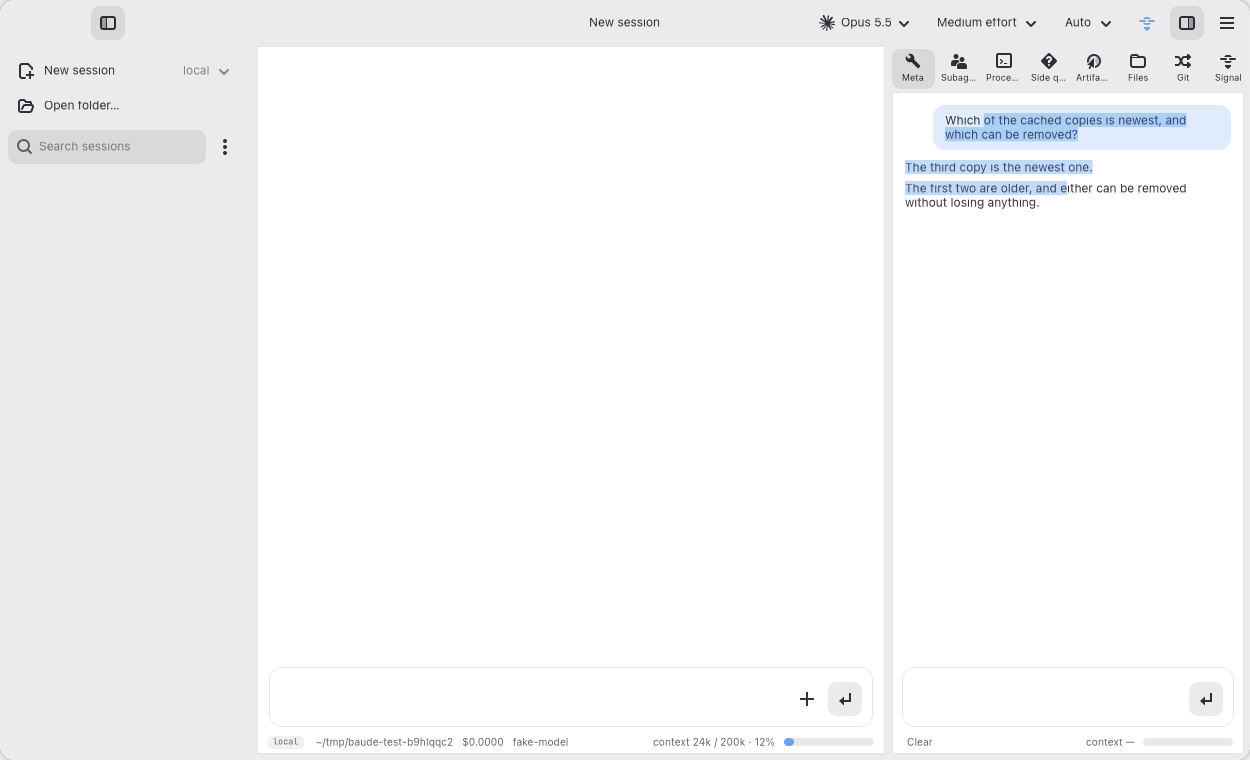 New session
Opus 5.5
Medium effort
Auto
New session
local
Open folder...
Search sessions
Meta
Subag...
Proce...
Side q...
Artifa...
Files
Git
Signal
Which of the cached copies is newest, and
which can be removed?
The third copy is the newest one.
The first two are older, and either can be removed
without losing anything.
local
~/tmp/baude-test-b9hlqqc2
$0.0000
fake-model
context 24k / 200k · 12%
Clear
context —